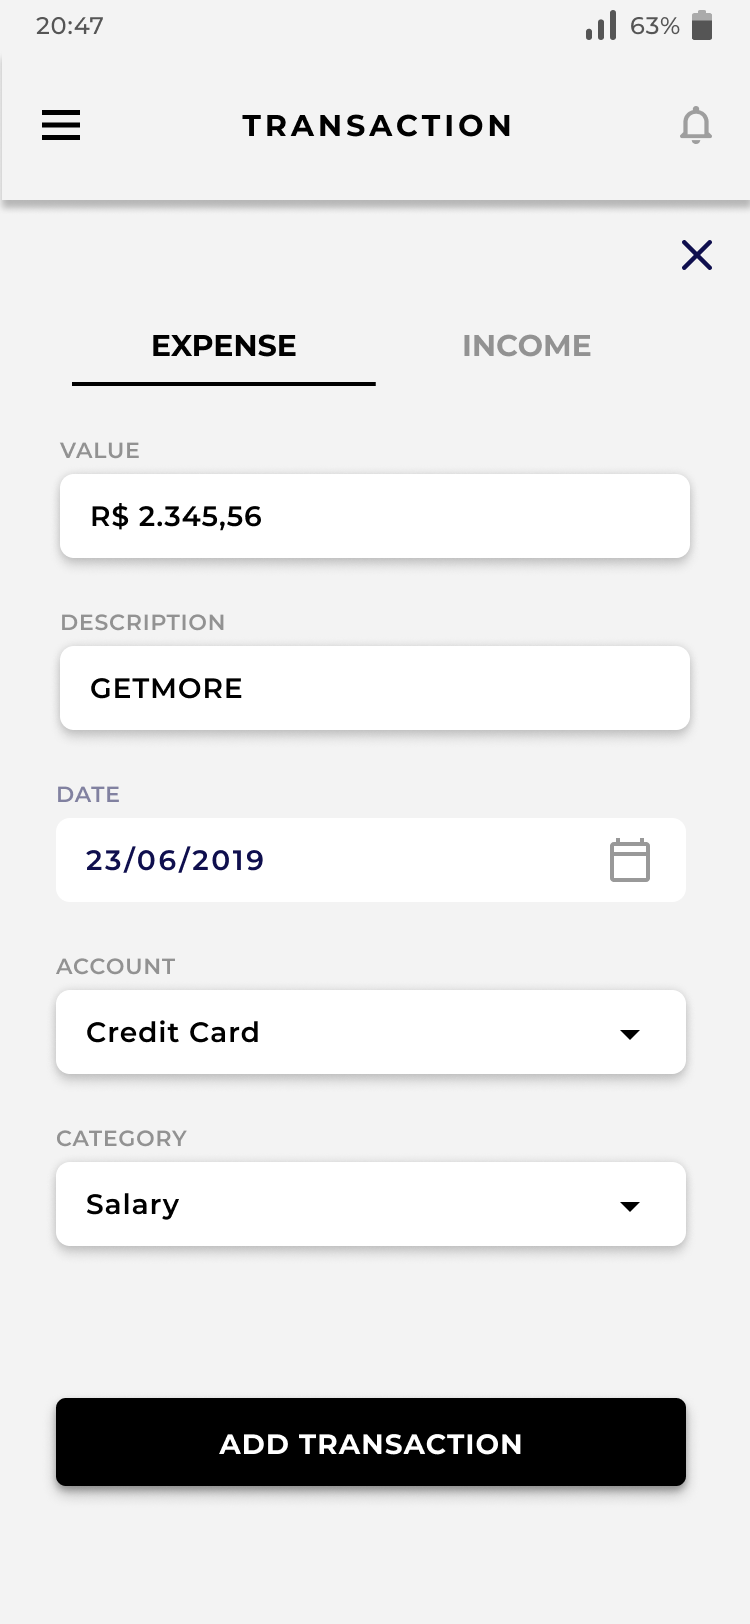 20:47 63%
TRANSACTION
EXPENSE INCOME
VALUE
R$ 2.345,56
DESCRIPTION
GETMORE
DATE
23/06/2019
ACCOUNT
Credit Card
CATEGORY
Salary
ADD TRANSACTION